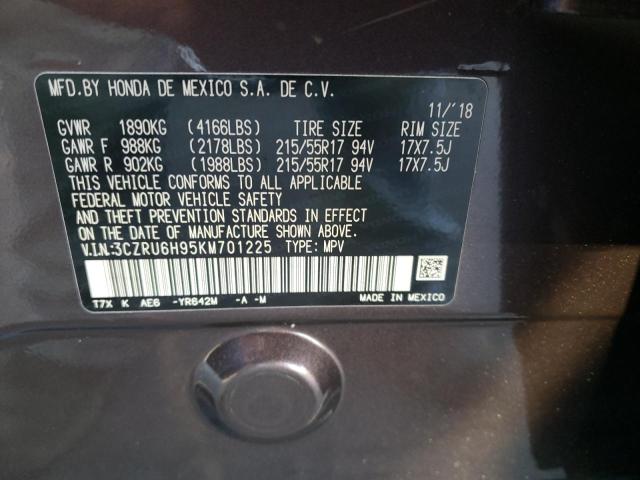 MFD.BY HONDA DE MEXICO S.A. DE C.V.
11/'18
GVWR 1890KG (4166LBS) TIRE SIZE RIM SIZE
GAWR F 988KG (2178LBS) 215/55R17 94V 17X7.5J
GAWR R 902KG (1988LBS) 215/55R17 94V 17X7.5J
THIS VEHICLE CONFORMS TO ALL APPLICABLE
FEDERAL MOTOR VEHICLE SAFETY
AND THEFT PREVENTION STANDARDS IN EFFECT
ON THE DATE OF MANUFACTURE SHOWN ABOVE.
V.I.N:3CZRU6H95KM701225 TYPE: MPV
T7X K AE6 -YR642M -A -M MADE IN MEXICO